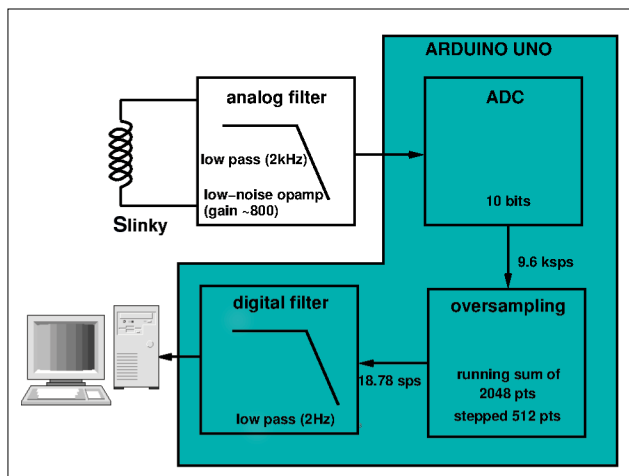 ARDUINO UNO
analog filter
low pass (2kHz)
low-noise opamp
(gain ~800)
Slinky
ADC
10 bits
9.6 ksps
oversampling
running sum of
2048 pts
stepped 512 pts
18.78 sps
digital filter
low pass (2Hz)